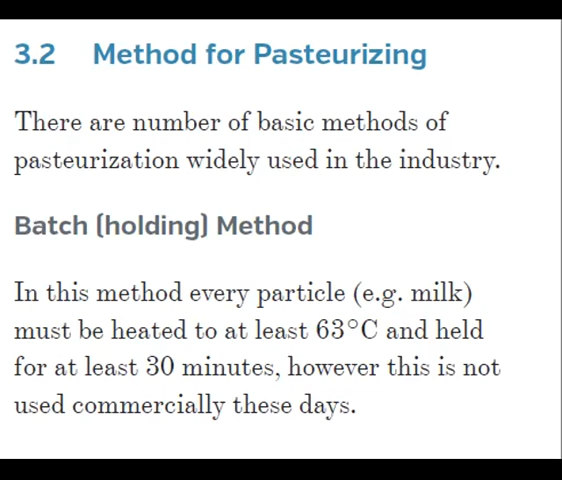 3.2 Method for Pasteurizing
There are number of basic methods of
pasteurization widely used in the industry.
Batch (holding) Method
In this method every particle (e.g. milk)
must be heated to at least 63°C and held
for at least 30 minutes, however this is not
used commercially these days.